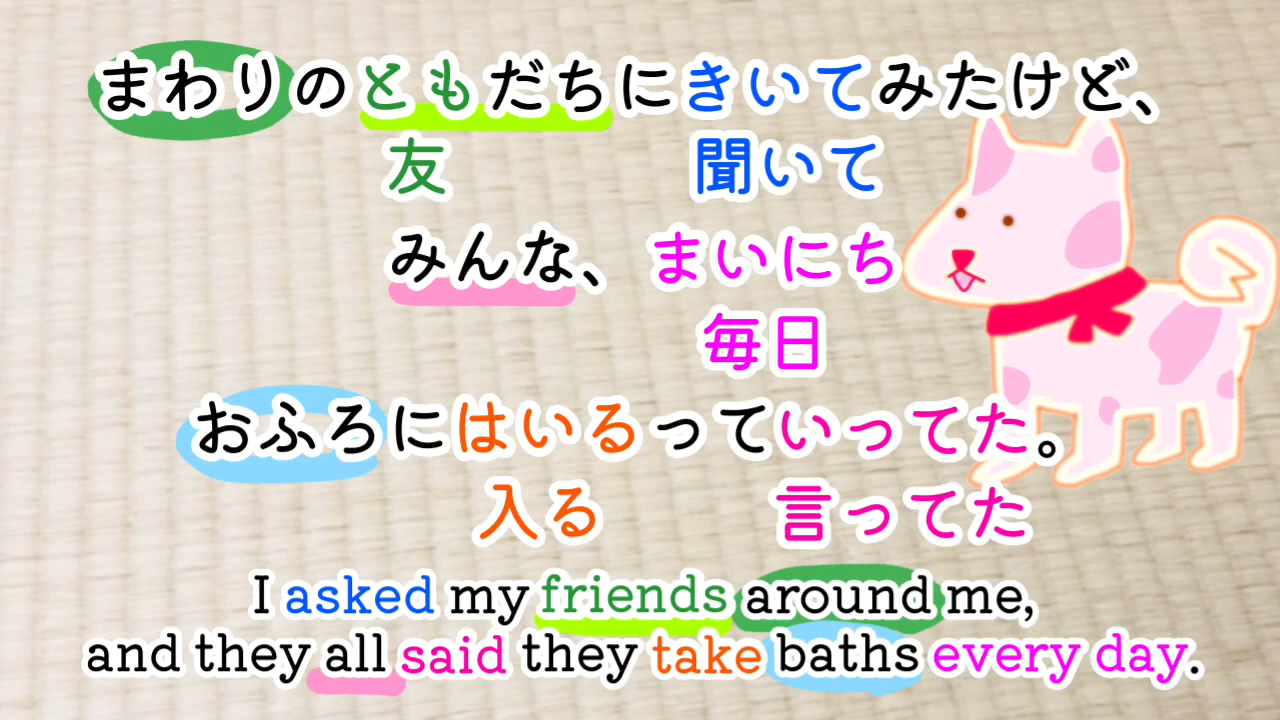 まわりのともだちにきいてみたけど、
友 聞いて
みんな、まいにち
毎日
おふろにはいるっていってた。
入る 言ってた
I asked my friends around me,
and they all said they take baths every day.